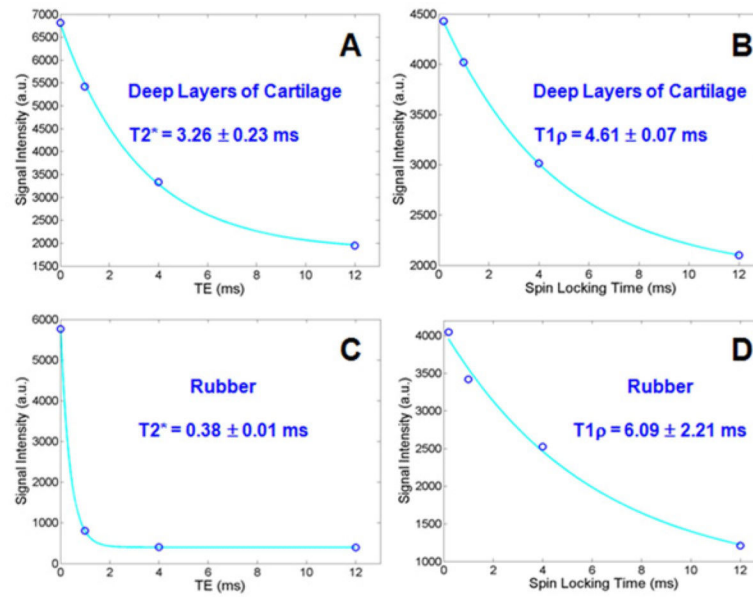 A
Deep Layers of Cartilage
T2* = 3.26 ± 0.23 ms
Signal Intensity (a.u.)
7000
6500
6000
5500
5000
4500
4000
3500
3000
2500
2000
1500
0 2 4 6 8 10 12
TE (ms)
B
Deep Layers of Cartilage
T1ρ = 4.61 ± 0.07 ms
Signal Intensity (a.u.)
4500
4000
3500
3000
2500
2000
0 2 4 6 8 10 12
Spin Locking Time (ms)
C
Rubber
T2* = 0.38 ± 0.01 ms
Signal Intensity (a.u.)
6000
5000
4000
3000
2000
1000
0
0 2 4 6 8 10 12
TE (ms)
D
Rubber
T1ρ = 6.09 ± 2.21 ms
Signal Intensity (a.u.)
4000
3500
3000
2500
2000
1500
1000
0 2 4 6 8 10 12
Spin Locking Time (ms)